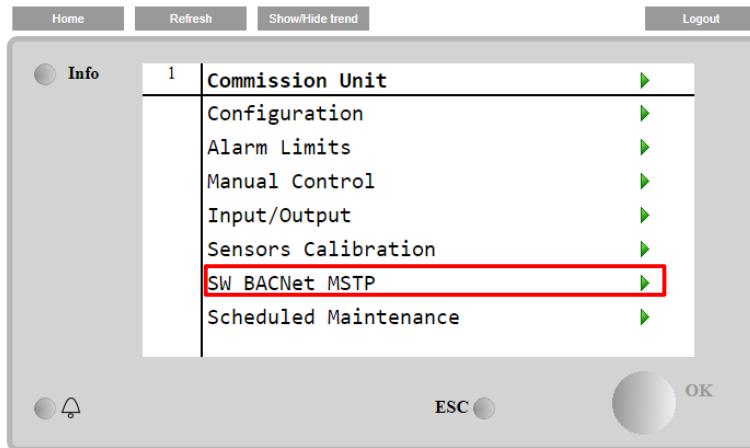 Home Refresh Show/Hide trend Logout
Info 1 Commission Unit
Configuration
Alarm Limits
Manual Control
Input/Output
Sensors Calibration
SW BACNet MSTP
Scheduled Maintenance
ESC OK